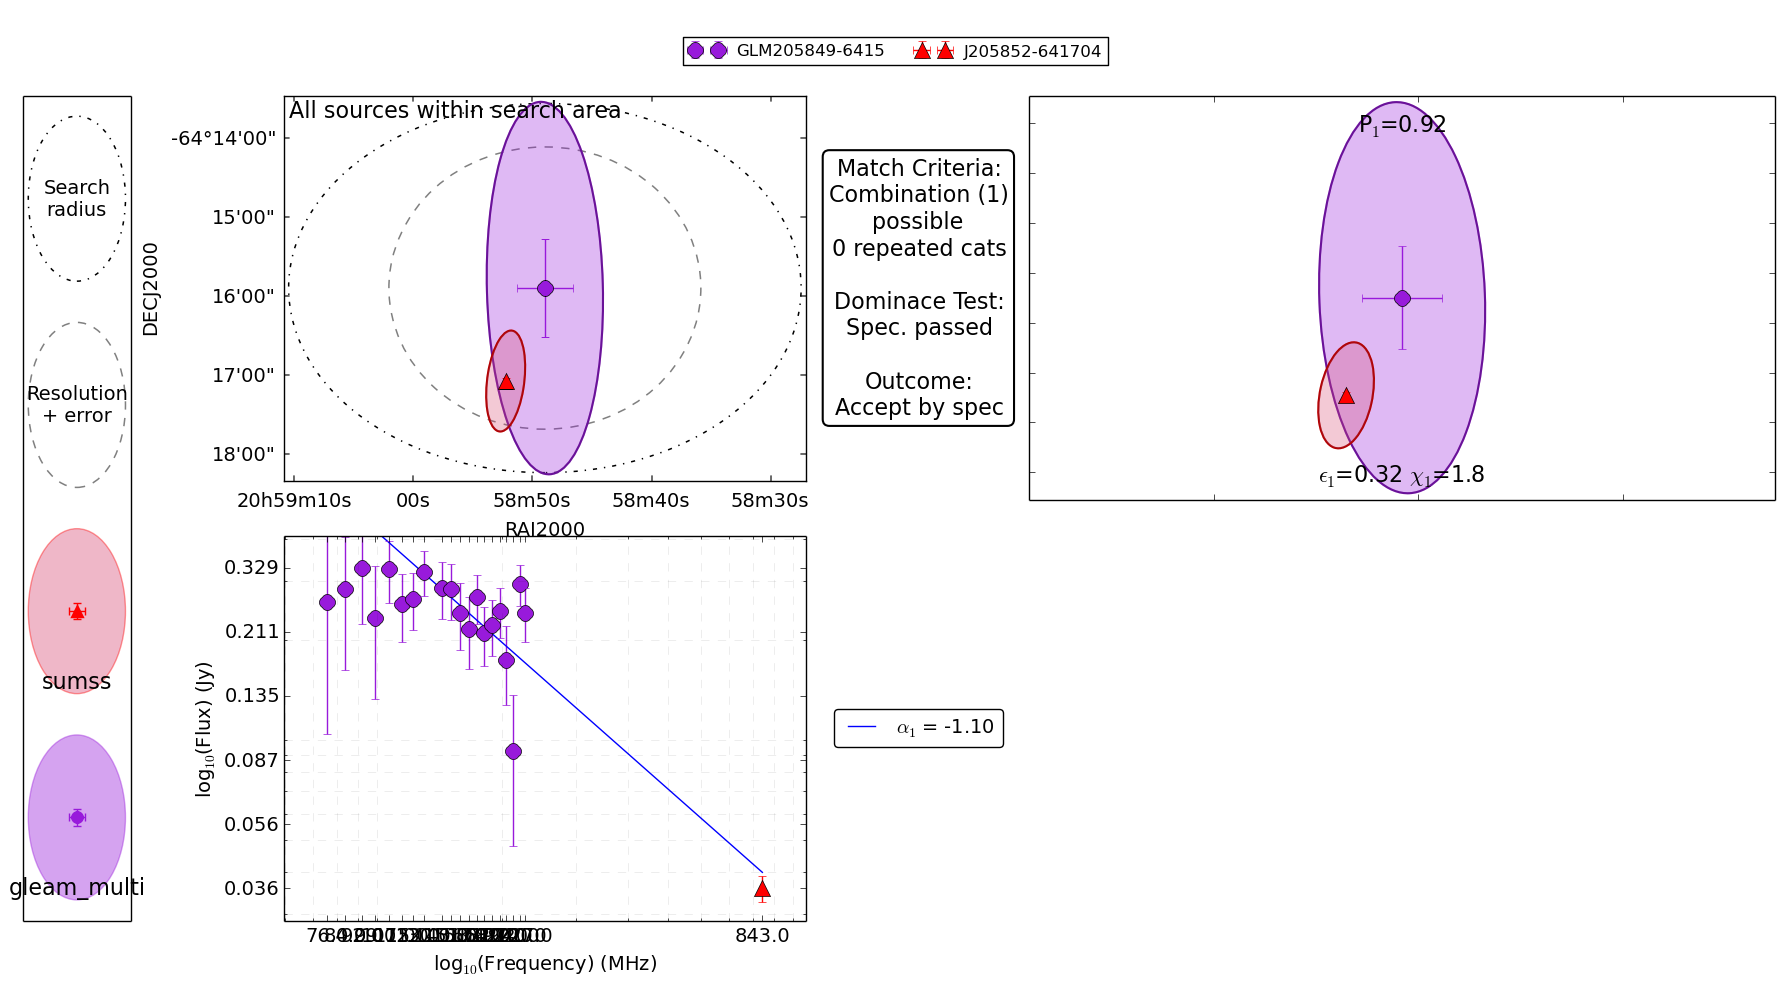 GLM205849-6415 J205852-641704
All sources within search area
Search
radius
Resolution
+ error
sumss
gleam_multi
DECJ2000
-64°14'00"
15'00"
16'00"
17'00"
18'00"
20h59m10s 00s 58m50s 58m40s 58m30s
RAJ2000
Match Criteria:
Combination (1)
possible
0 repeated cats
Dominace Test:
Spec. passed
Outcome:
Accept by spec
P₁=0.92
ϵ₁=0.32 χ₁=1.8
log₁₀(Flux) (Jy)
0.329
0.211
0.135
0.087
0.056
0.036
843.0
log₁₀(Frequency) (MHz)
α₁ = -1.10